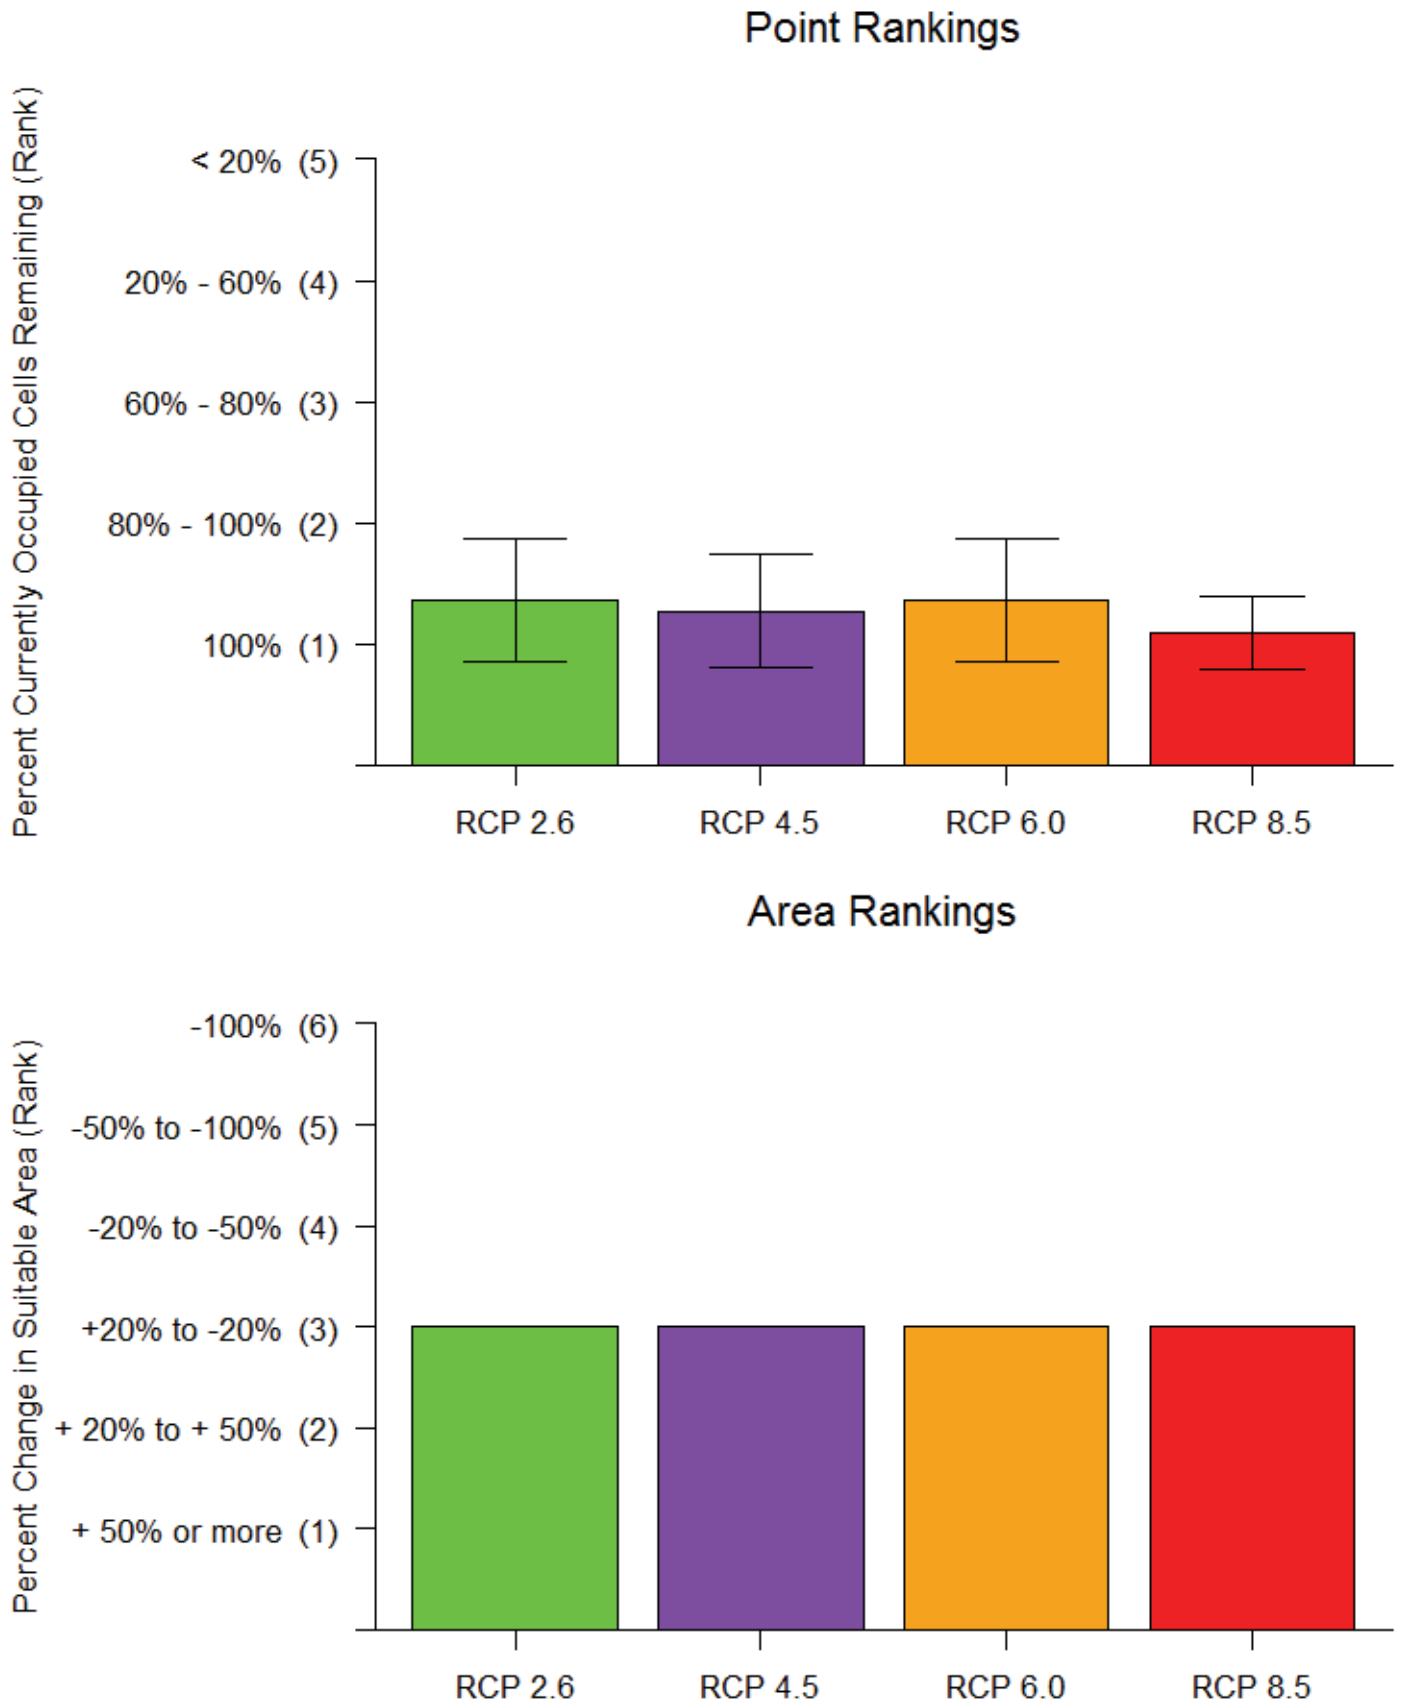 Point Rankings
Percent Currently Occupied Cells Remaining (Rank)
< 20% (5)
20% - 60% (4)
60% - 80% (3)
80% - 100% (2)
100% (1)
RCP 2.6 RCP 4.5 RCP 6.0 RCP 8.5
Area Rankings
Percent Change in Suitable Area (Rank)
-100% (6)
-50% to -100% (5)
-20% to -50% (4)
+20% to -20% (3)
+ 20% to + 50% (2)
+ 50% or more (1)
RCP 2.6 RCP 4.5 RCP 6.0 RCP 8.5